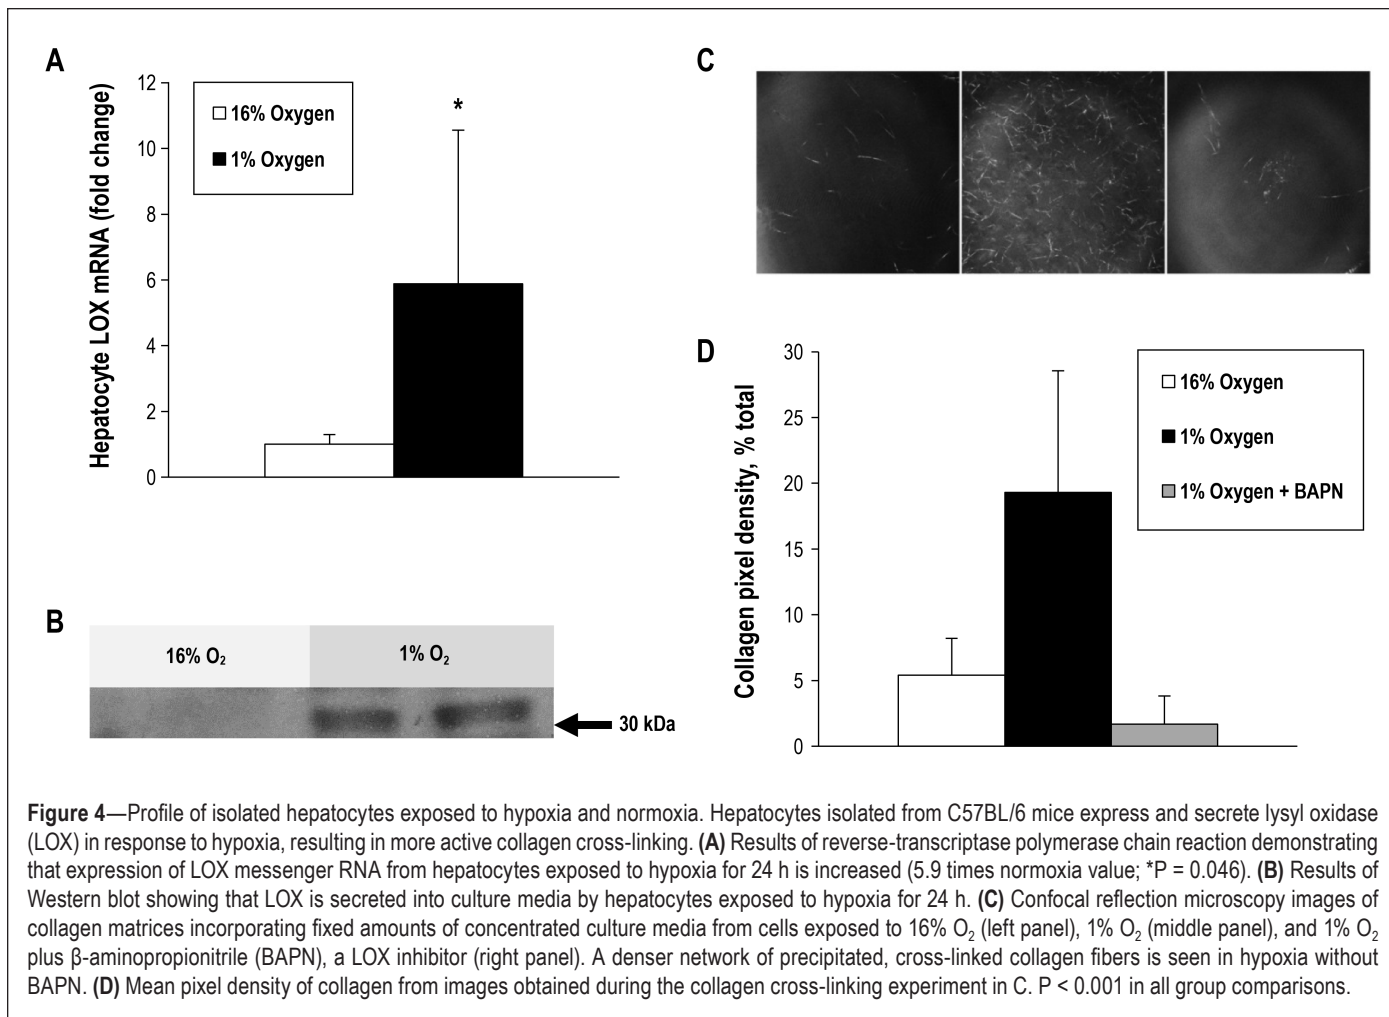 A
Hepatocyte LOX mRNA (fold change)
12
10
8
6
4
2
0
16% Oxygen
1% Oxygen
*
B
16% O₂
1% O₂
30 kDa
C
D
Collagen pixel density, % total
30
25
20
15
10
5
0
16% Oxygen
1% Oxygen
1% Oxygen + BAPN
Figure 4—Profile of isolated hepatocytes exposed to hypoxia and normoxia. Hepatocytes isolated from C57BL/6 mice express and secrete lysyl oxidase
(LOX) in response to hypoxia, resulting in more active collagen cross-linking. (A) Results of reverse-transcriptase polymerase chain reaction demonstrating
that expression of LOX messenger RNA from hepatocytes exposed to hypoxia for 24 h is increased (5.9 times normoxia value; *P = 0.046). (B) Results of
Western blot showing that LOX is secreted into culture media by hepatocytes exposed to hypoxia for 24 h. (C) Confocal reflection microscopy images of
collagen matrices incorporating fixed amounts of concentrated culture media from cells exposed to 16% O₂ (left panel), 1% O₂ (middle panel), and 1% O₂
plus β-aminopropionitrile (BAPN), a LOX inhibitor (right panel). A denser network of precipitated, cross-linked collagen fibers is seen in hypoxia without
BAPN. (D) Mean pixel density of collagen from images obtained during the collagen cross-linking experiment in C. P < 0.001 in all group comparisons.